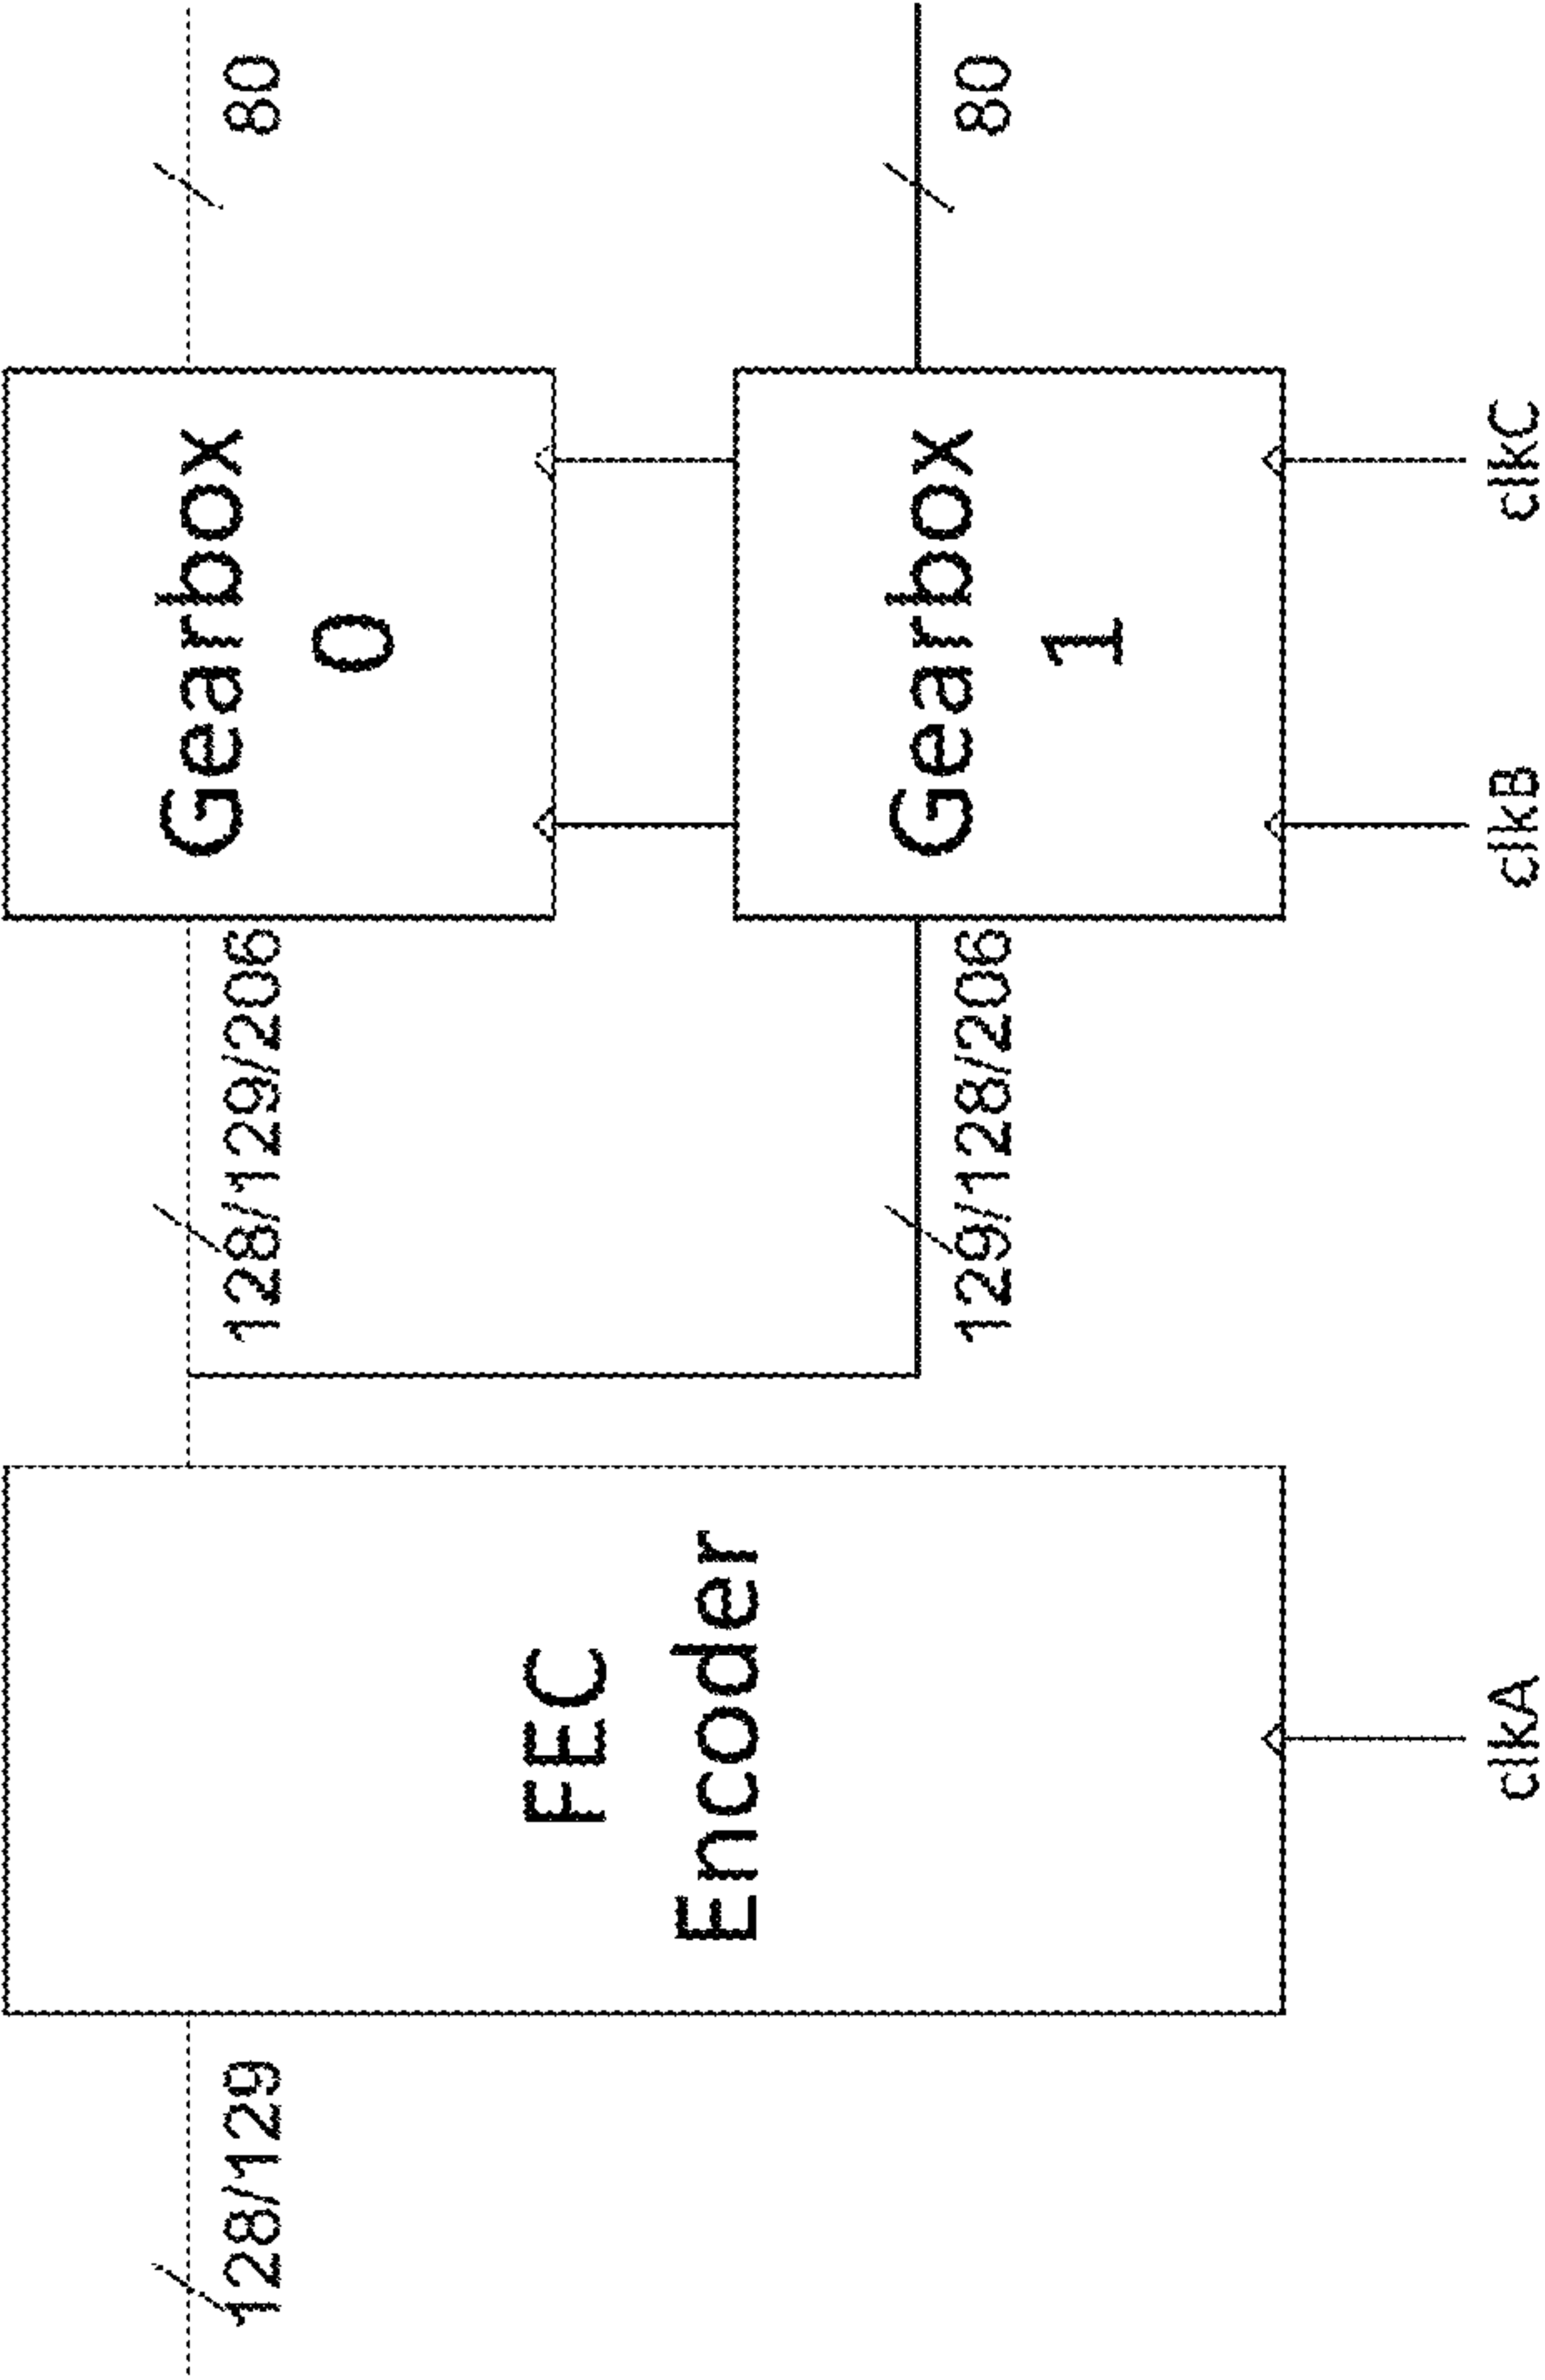 128/129
FEC
Encoder
clkA
128/129/206
129/128/206
Gearbox
0
Gearbox
1
clkB
clkC
80
80